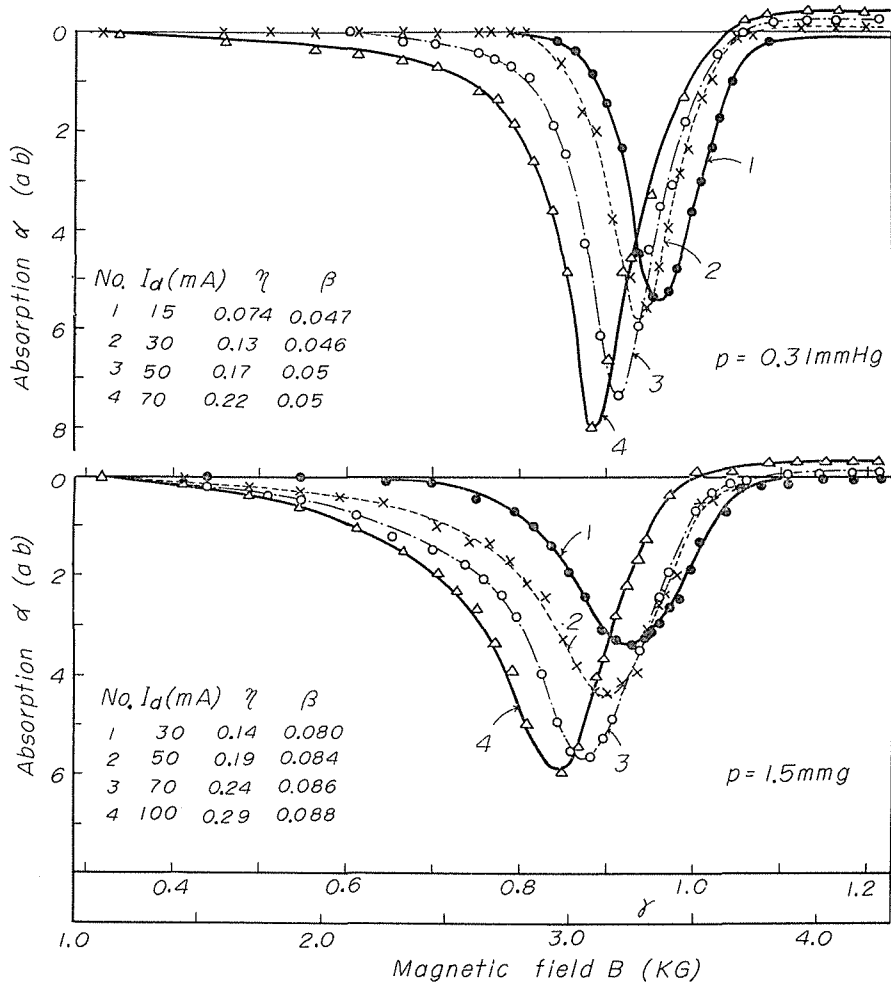 0
2
4
6
8
Absorption α (ab)
No. Id (mA) η β
1 15 0.074 0.047
2 30 0.13 0.046
3 50 0.17 0.05
4 70 0.22 0.05
1
2
3
4
p = 0.31mmHg
0
2
4
6
Absorption α (ab)
No. Id (mA) η β
1 30 0.14 0.080
2 50 0.19 0.084
3 70 0.24 0.086
4 100 0.29 0.088
1
2
3
4
p = 1.5mmg
0.4 0.6 0.8 1.0 1.2
γ
1.0 2.0 3.0 4.0
Magnetic field B (KG)